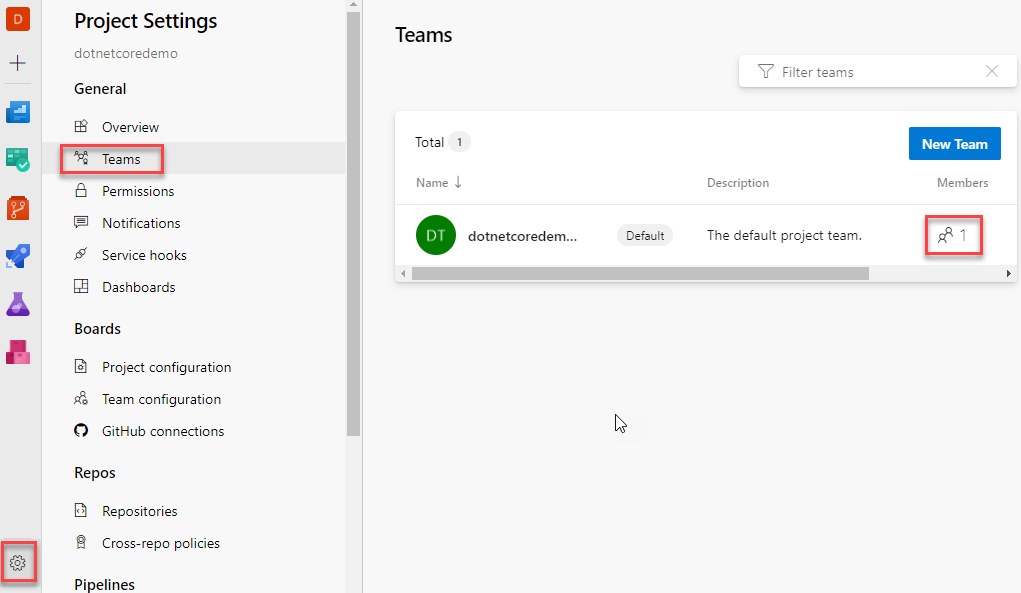 D
Project Settings
dotnetcoredemo
General
Overview
Teams
Permissions
Notifications
Service hooks
Dashboards
Boards
Project configuration
Team configuration
GitHub connections
Repos
Repositories
Cross-repo policies
Pipelines
Teams
Filter teams
Total 1
New Team
Name Description Members
DT dotnetcoredem... Default The default project team. 1